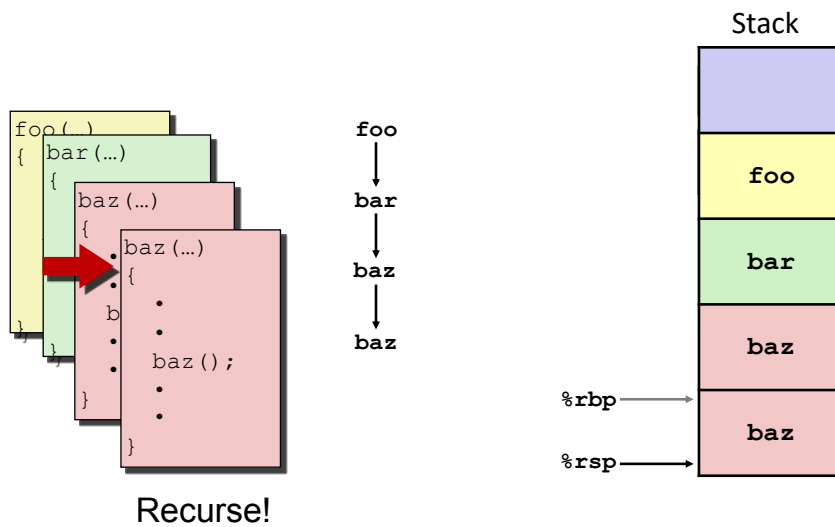 Stack
foo(…)
{
bar(…)
{
baz(…)
{
•
•
b
•
•
}
baz(…)
{
•
•
baz();
•
•
}
}
}
foo
bar
baz
baz
foo
bar
baz
baz
%rbp
%rsp
Recurse!